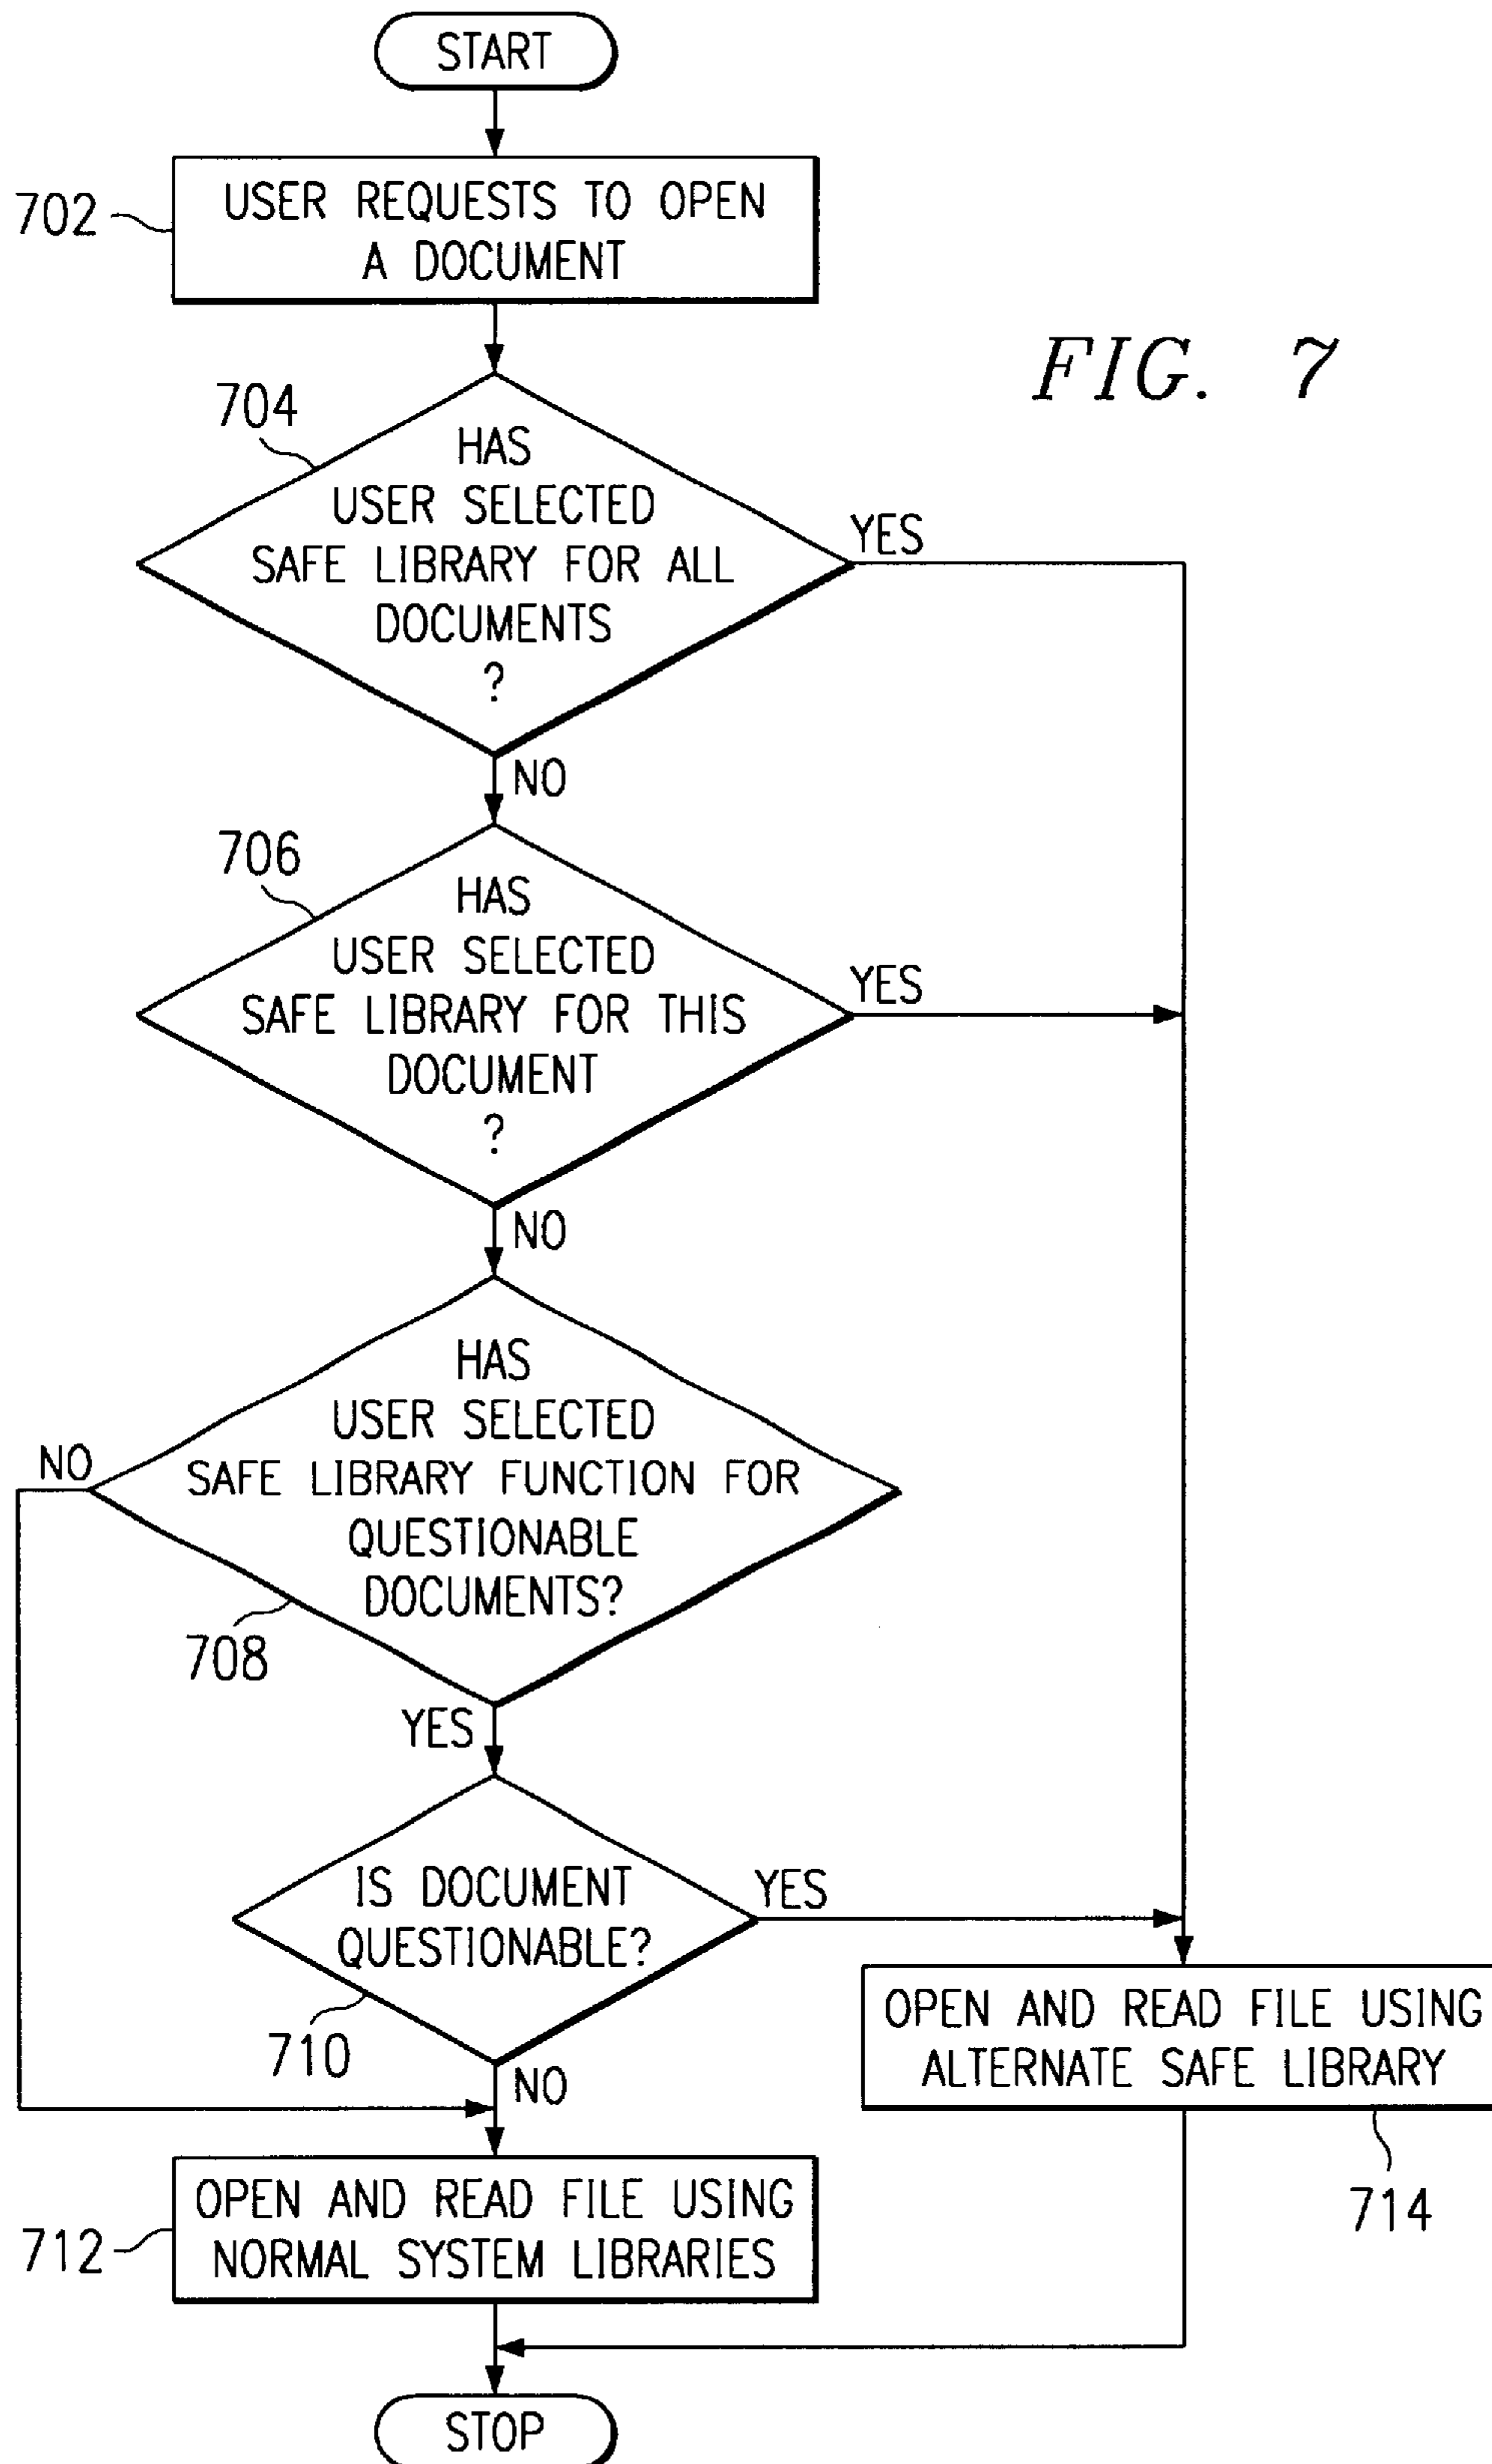 START
702
USER REQUESTS TO OPEN
A DOCUMENT
FIG. 7
704
HAS
USER SELECTED
SAFE LIBRARY FOR ALL
DOCUMENTS
?
YES
NO
706
HAS
USER SELECTED
SAFE LIBRARY FOR THIS
DOCUMENT
?
YES
NO
HAS
USER SELECTED
SAFE LIBRARY FUNCTION FOR
QUESTIONABLE
DOCUMENTS?
NO
708
YES
IS DOCUMENT
QUESTIONABLE?
YES
710
NO
OPEN AND READ FILE USING
ALTERNATE SAFE LIBRARY
714
712
OPEN AND READ FILE USING
NORMAL SYSTEM LIBRARIES
STOP